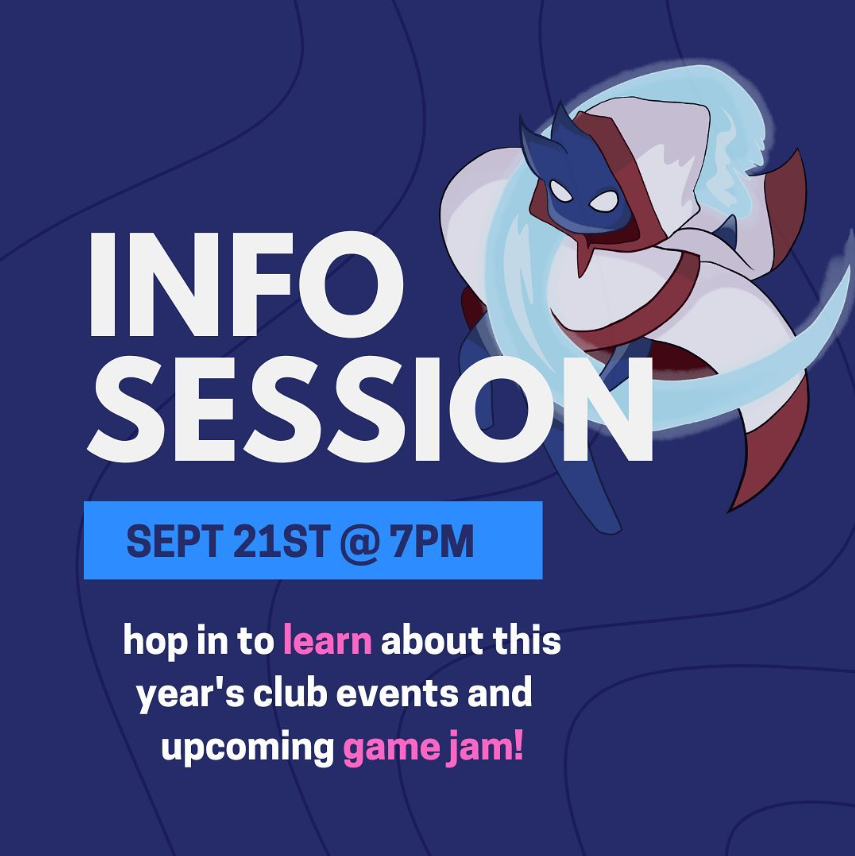 INFO
SESSION
SEPT 21ST @ 7PM
hop in to learn about this
year's club events and
upcoming game jam!